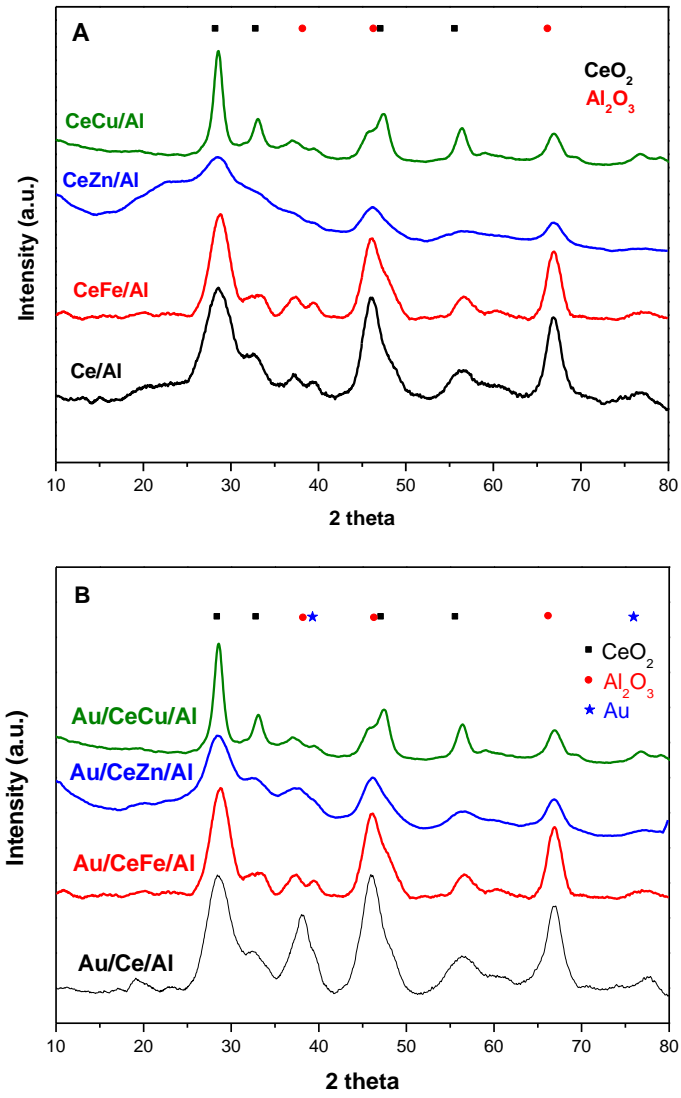 A
CeO2
Al2O3
CeCu/Al
CeZn/Al
CeFe/Al
Ce/Al
Intensity (a.u.)
10 20 30 40 50 60 70 80
2 theta
B
CeO2
Al2O3
Au
Au/CeCu/Al
Au/CeZn/Al
Au/CeFe/Al
Au/Ce/Al
Intensity (a.u.)
10 20 30 40 50 60 70 80
2 theta